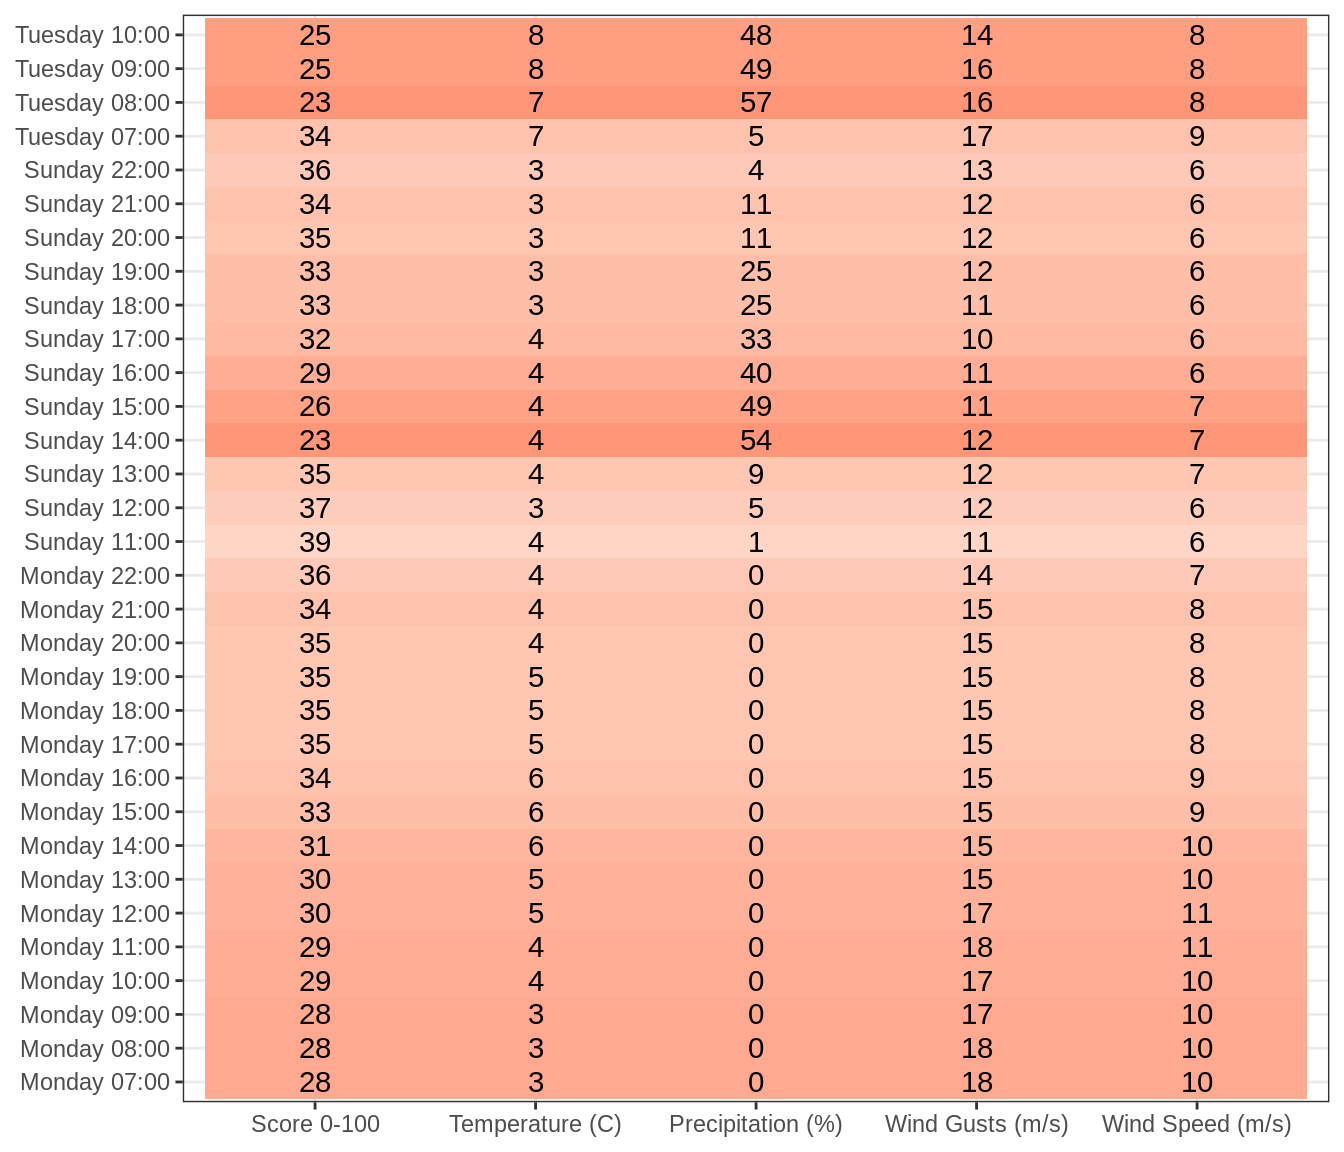 Tuesday 10:00 25 8 48 14 8
Tuesday 09:00 25 8 49 16 8
Tuesday 08:00 23 7 57 16 8
Tuesday 07:00 34 7 5 17 9
Sunday 22:00 36 3 4 13 6
Sunday 21:00 34 3 11 12 6
Sunday 20:00 35 3 11 12 6
Sunday 19:00 33 3 25 12 6
Sunday 18:00 33 3 25 11 6
Sunday 17:00 32 4 33 10 6
Sunday 16:00 29 4 40 11 6
Sunday 15:00 26 4 49 11 7
Sunday 14:00 23 4 54 12 7
Sunday 13:00 35 4 9 12 7
Sunday 12:00 37 3 5 12 6
Sunday 11:00 39 4 1 11 6
Monday 22:00 36 4 0 14 7
Monday 21:00 34 4 0 15 8
Monday 20:00 35 4 0 15 8
Monday 19:00 35 5 0 15 8
Monday 18:00 35 5 0 15 8
Monday 17:00 35 5 0 15 8
Monday 16:00 34 6 0 15 9
Monday 15:00 33 6 0 15 9
Monday 14:00 31 6 0 15 10
Monday 13:00 30 5 0 15 10
Monday 12:00 30 5 0 17 11
Monday 11:00 29 4 0 18 11
Monday 10:00 29 4 0 17 10
Monday 09:00 28 3 0 17 10
Monday 08:00 28 3 0 18 10
Monday 07:00 28 3 0 18 10
Score 0-100 Temperature (C) Precipitation (%) Wind Gusts (m/s) Wind Speed (m/s)